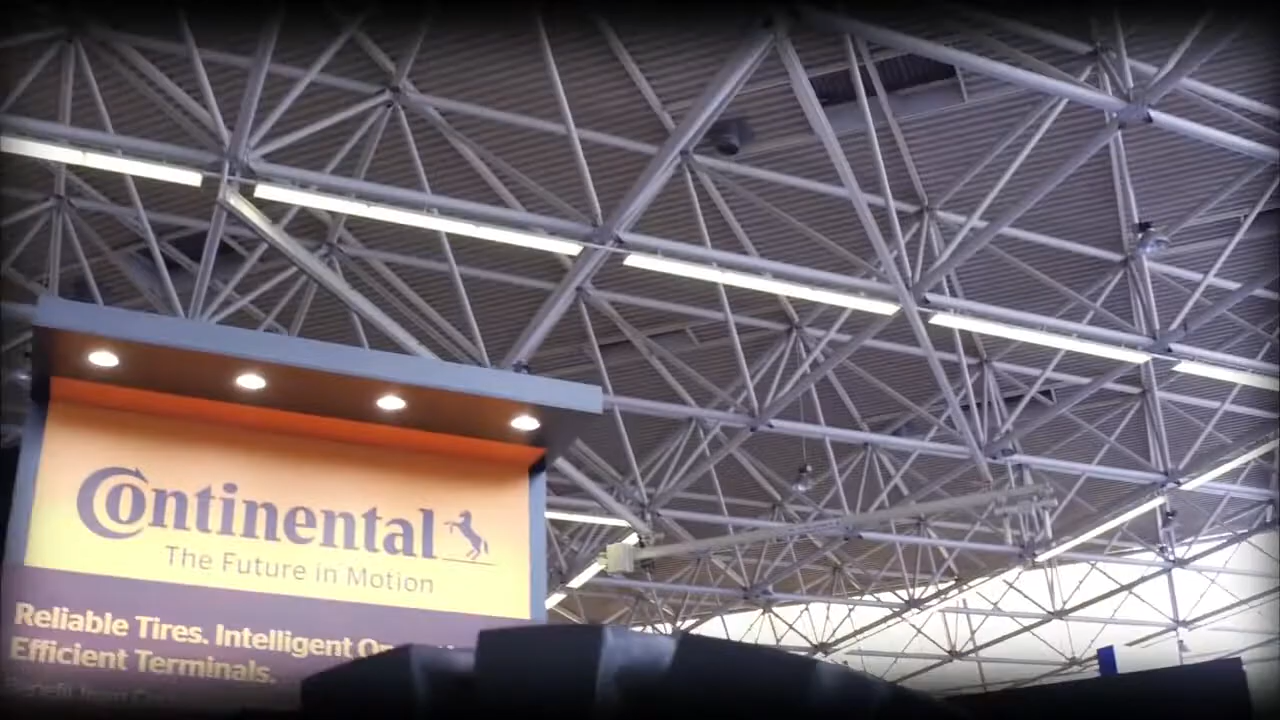 Continental
The Future in Motion
Reliable Tires. Intelligent
Efficient Terminals.